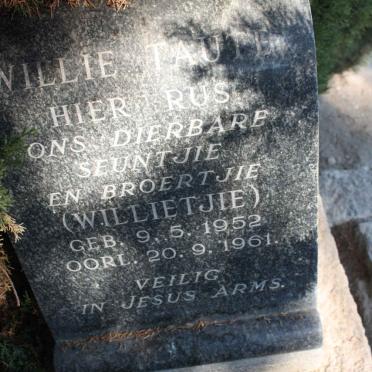 WILLIE TAUTE
HIER RUS
ONS DIERBARE
SEUNTJIE
EN BROERTJIE
(WILLIETJIE)
GEB. 9. 5. 1952
OORL. 20. 9. 1961.
VEILIG
IN JESUS ARMS.